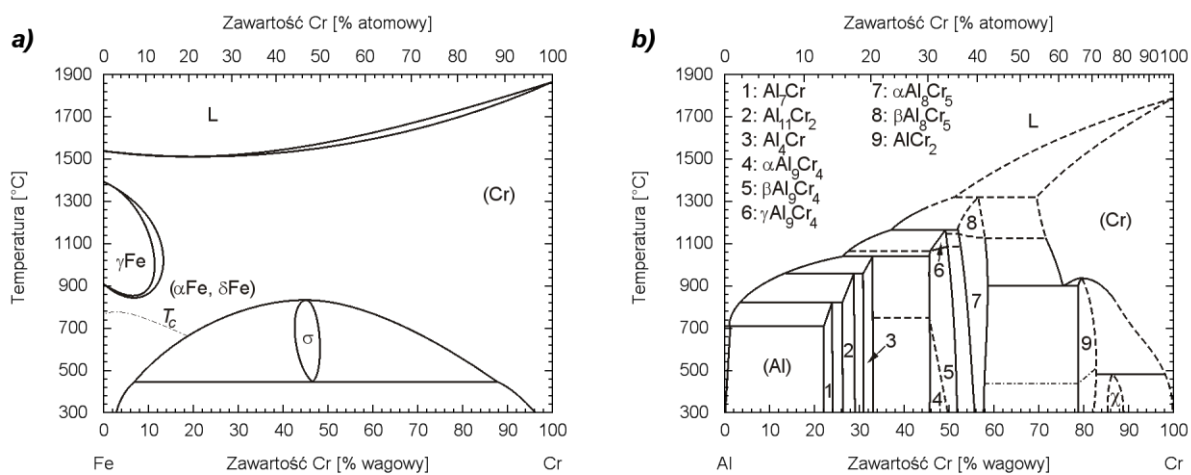 a)
Zawartość Cr [% atomowy]
0 10 20 30 40 50 60 70 80 90 100
Temperatura [°C]
1900
1700
1500
1300
1100
900
700
500
300
L
(Cr)
γFe
(αFe, δFe)
Tc
σ
0 10 20 30 40 50 60 70 80 90 100
Fe Zawartość Cr [% wagowy] Cr
b)
Zawartość Cr [% atomowy]
0 10 20 30 40 50 60 70 80 90 100
Temperatura [°C]
1900
1700
1500
1300
1100
900
700
500
300
1: Al7Cr
2: Al11Cr2
3: Al4Cr
4: αAl9Cr4
5: βAl9Cr4
6: γAl9Cr4
7: αAl8Cr5
8: βAl8Cr5
9: AlCr2
L
(Cr)
8
6
7
(Al)
2
3
9
1
5
4
χ
0 10 20 30 40 50 60 70 80 90 100
Al Zawartość Cr [% wagowy] Cr